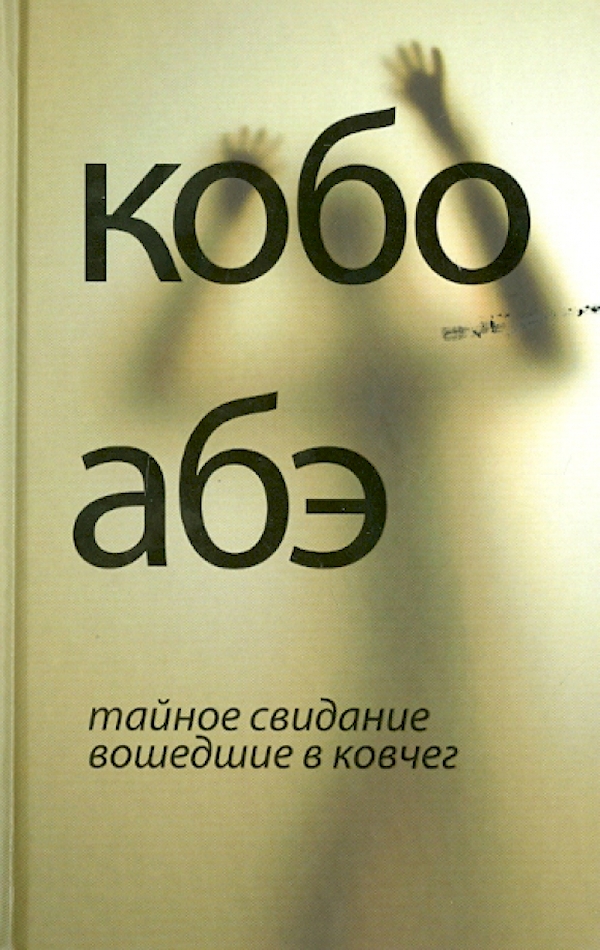 кобо
абэ
тайное свидание
вошедшие в ковчег